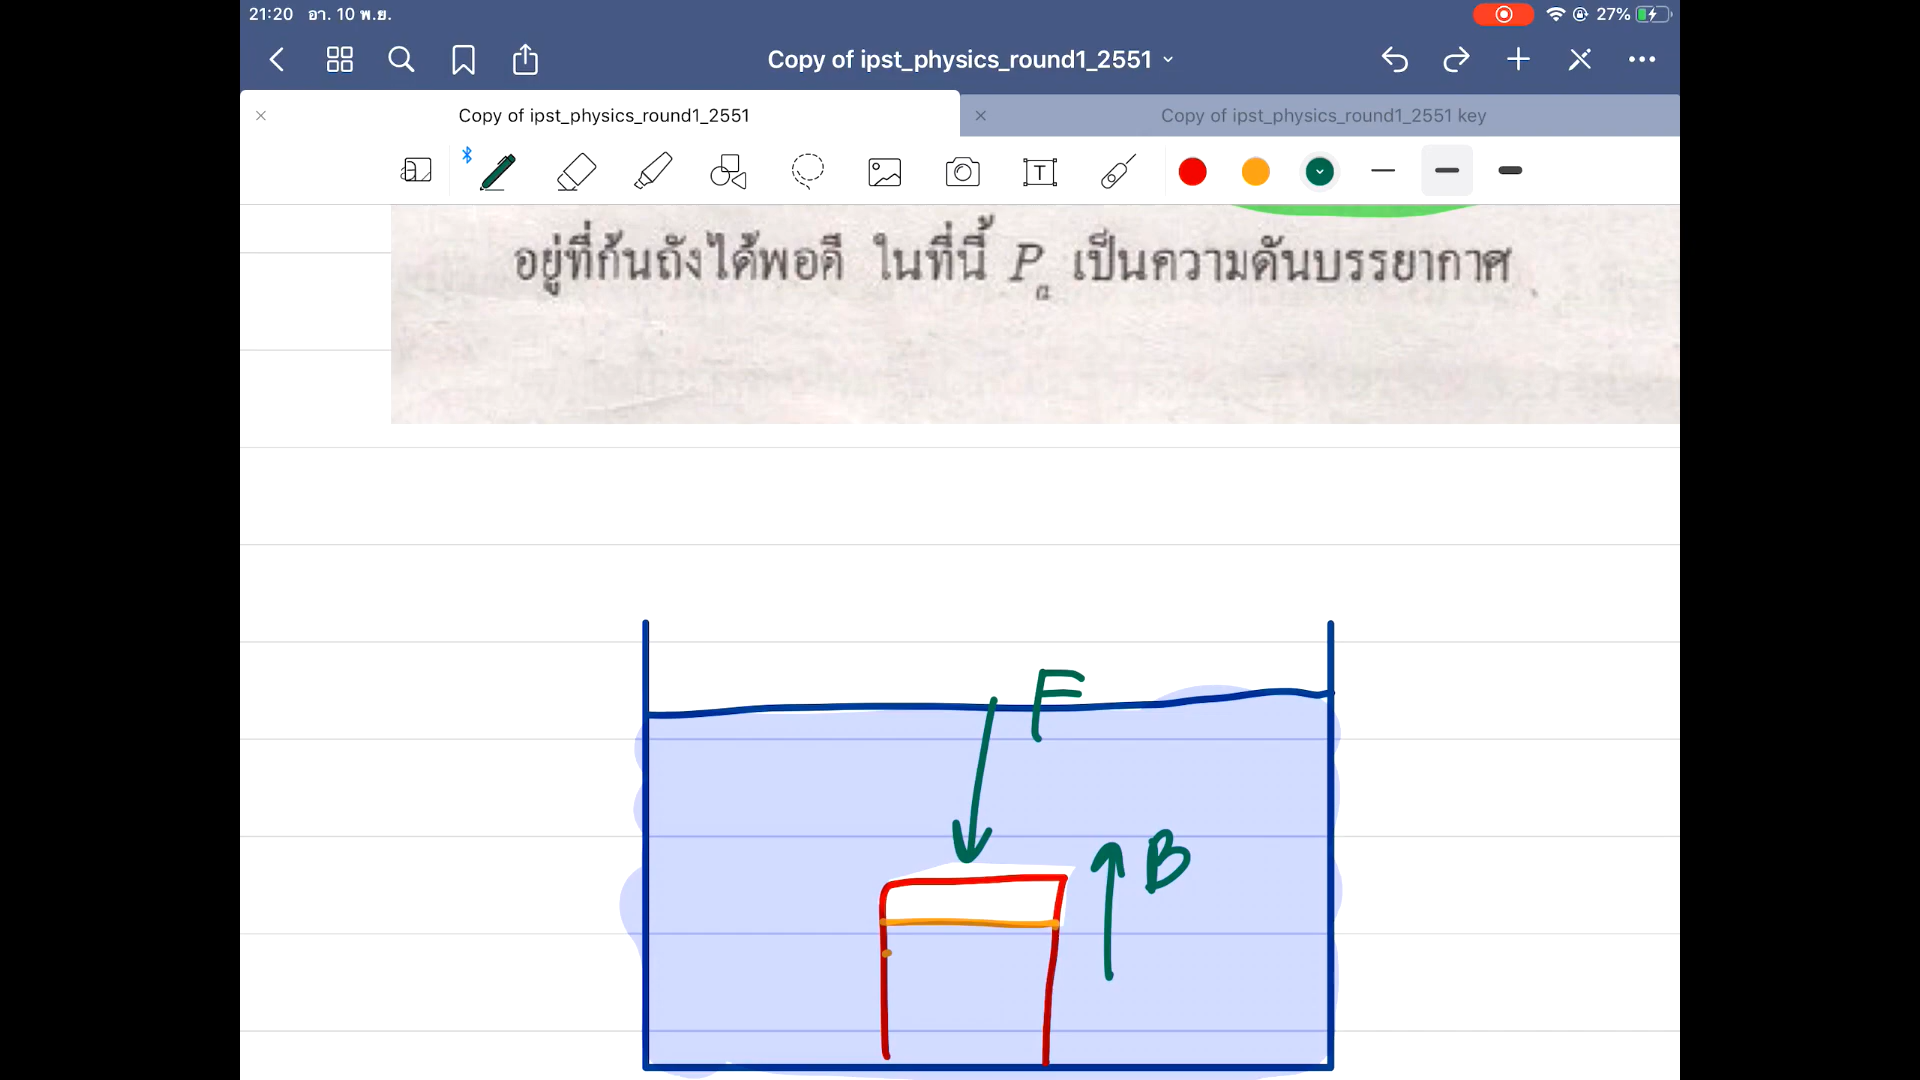 21:20 อา. 10 พ.ย.
27%
Copy of ipst_physics_round1_2551
Copy of ipst_physics_round1_2551
Copy of ipst_physics_round1_2551 key
a
T
อยู่ที่ก้นถังได้พอดี ในที่นี้ Pa เป็นความดันบรรยากาศ
F
B